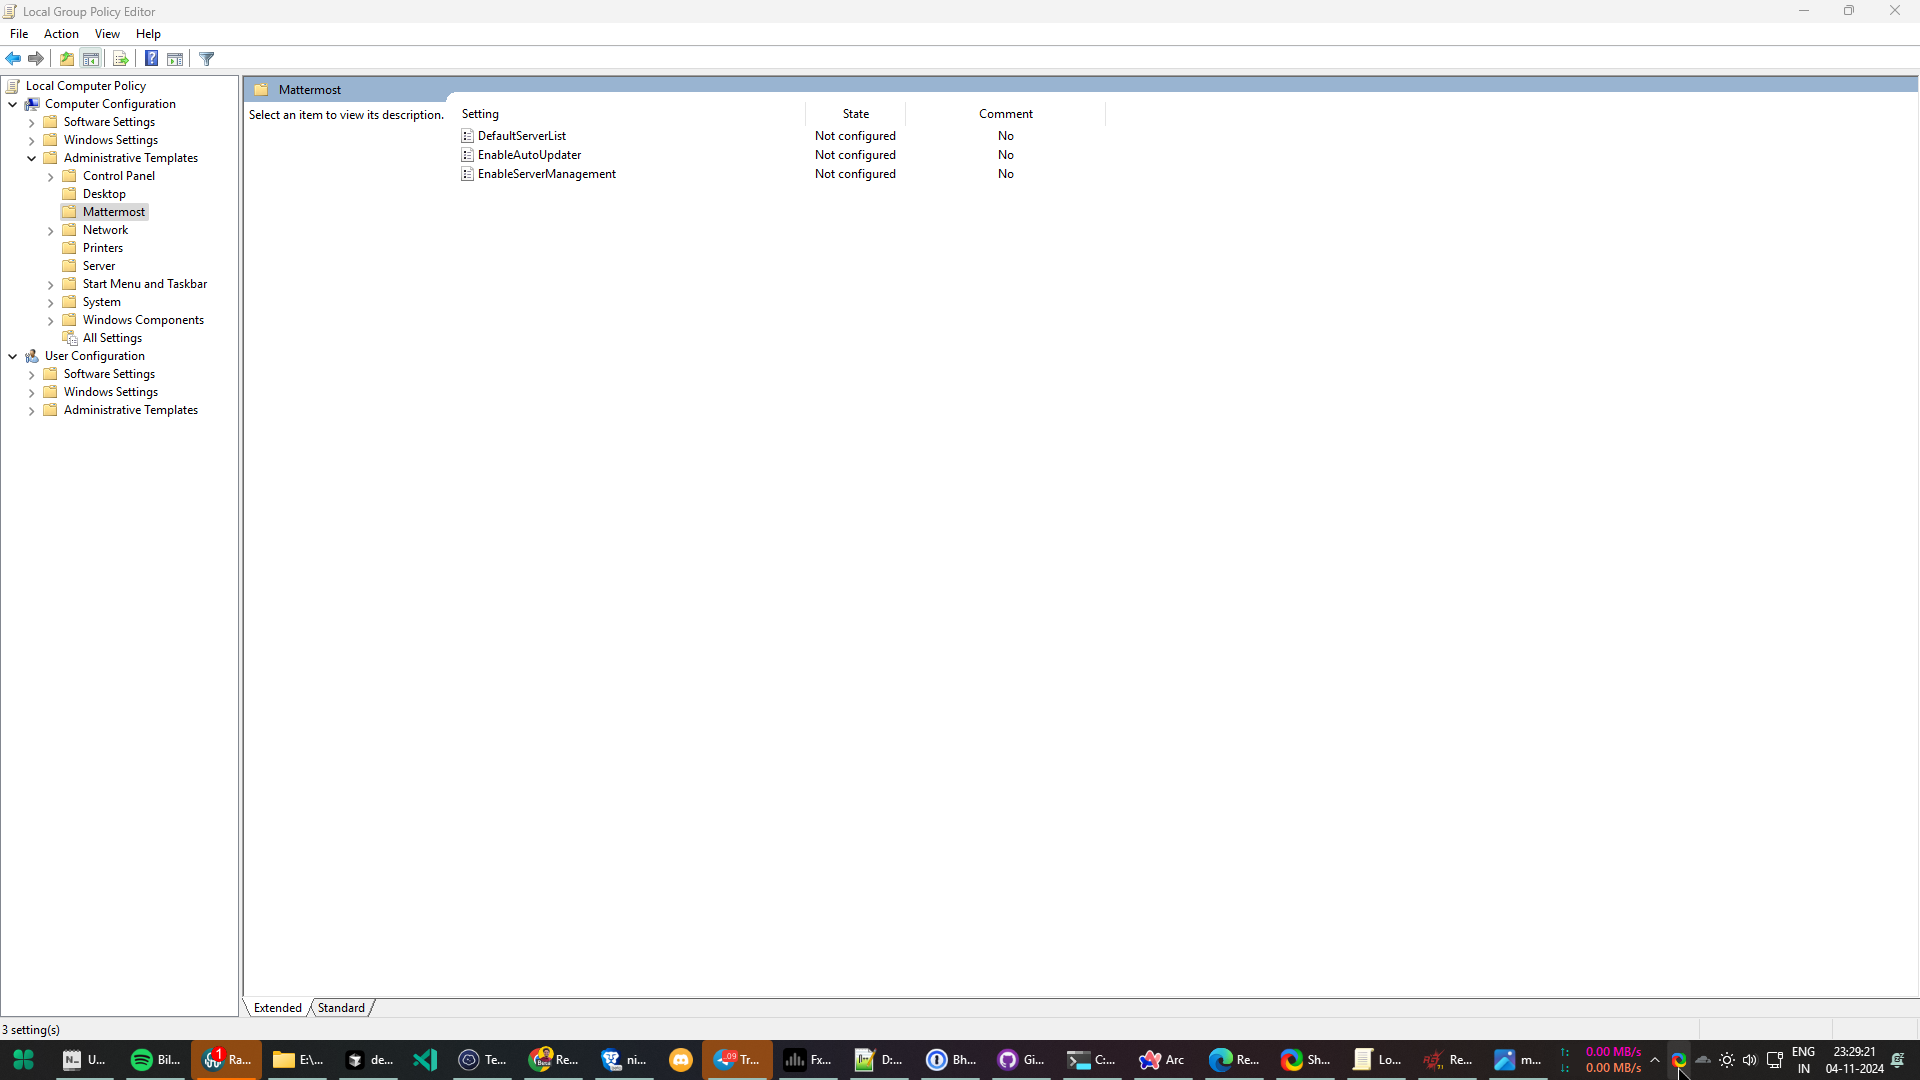 Local Group Policy Editor
File Action View Help
Local Computer Policy
Computer Configuration
Software Settings
Windows Settings
Administrative Templates
Control Panel
Desktop
Mattermost
Network
Printers
Server
Start Menu and Taskbar
System
Windows Components
All Settings
User Configuration
Software Settings
Windows Settings
Administrative Templates
Mattermost
Select an item to view its description.
Setting State Comment
DefaultServerList Not configured No
EnableAutoUpdater Not configured No
EnableServerManagement Not configured No
Extended Standard
3 setting(s)
U... Bil... 1 Ra... E:\... de... Te... Re... ni... 09 Tr... Fx... D:... Bh... Gi... C:... Arc Re... Sh... Lo... Re... m... 0.00 MB/s ENG 23:29:21
0.00 MB/s IN 04-11-2024